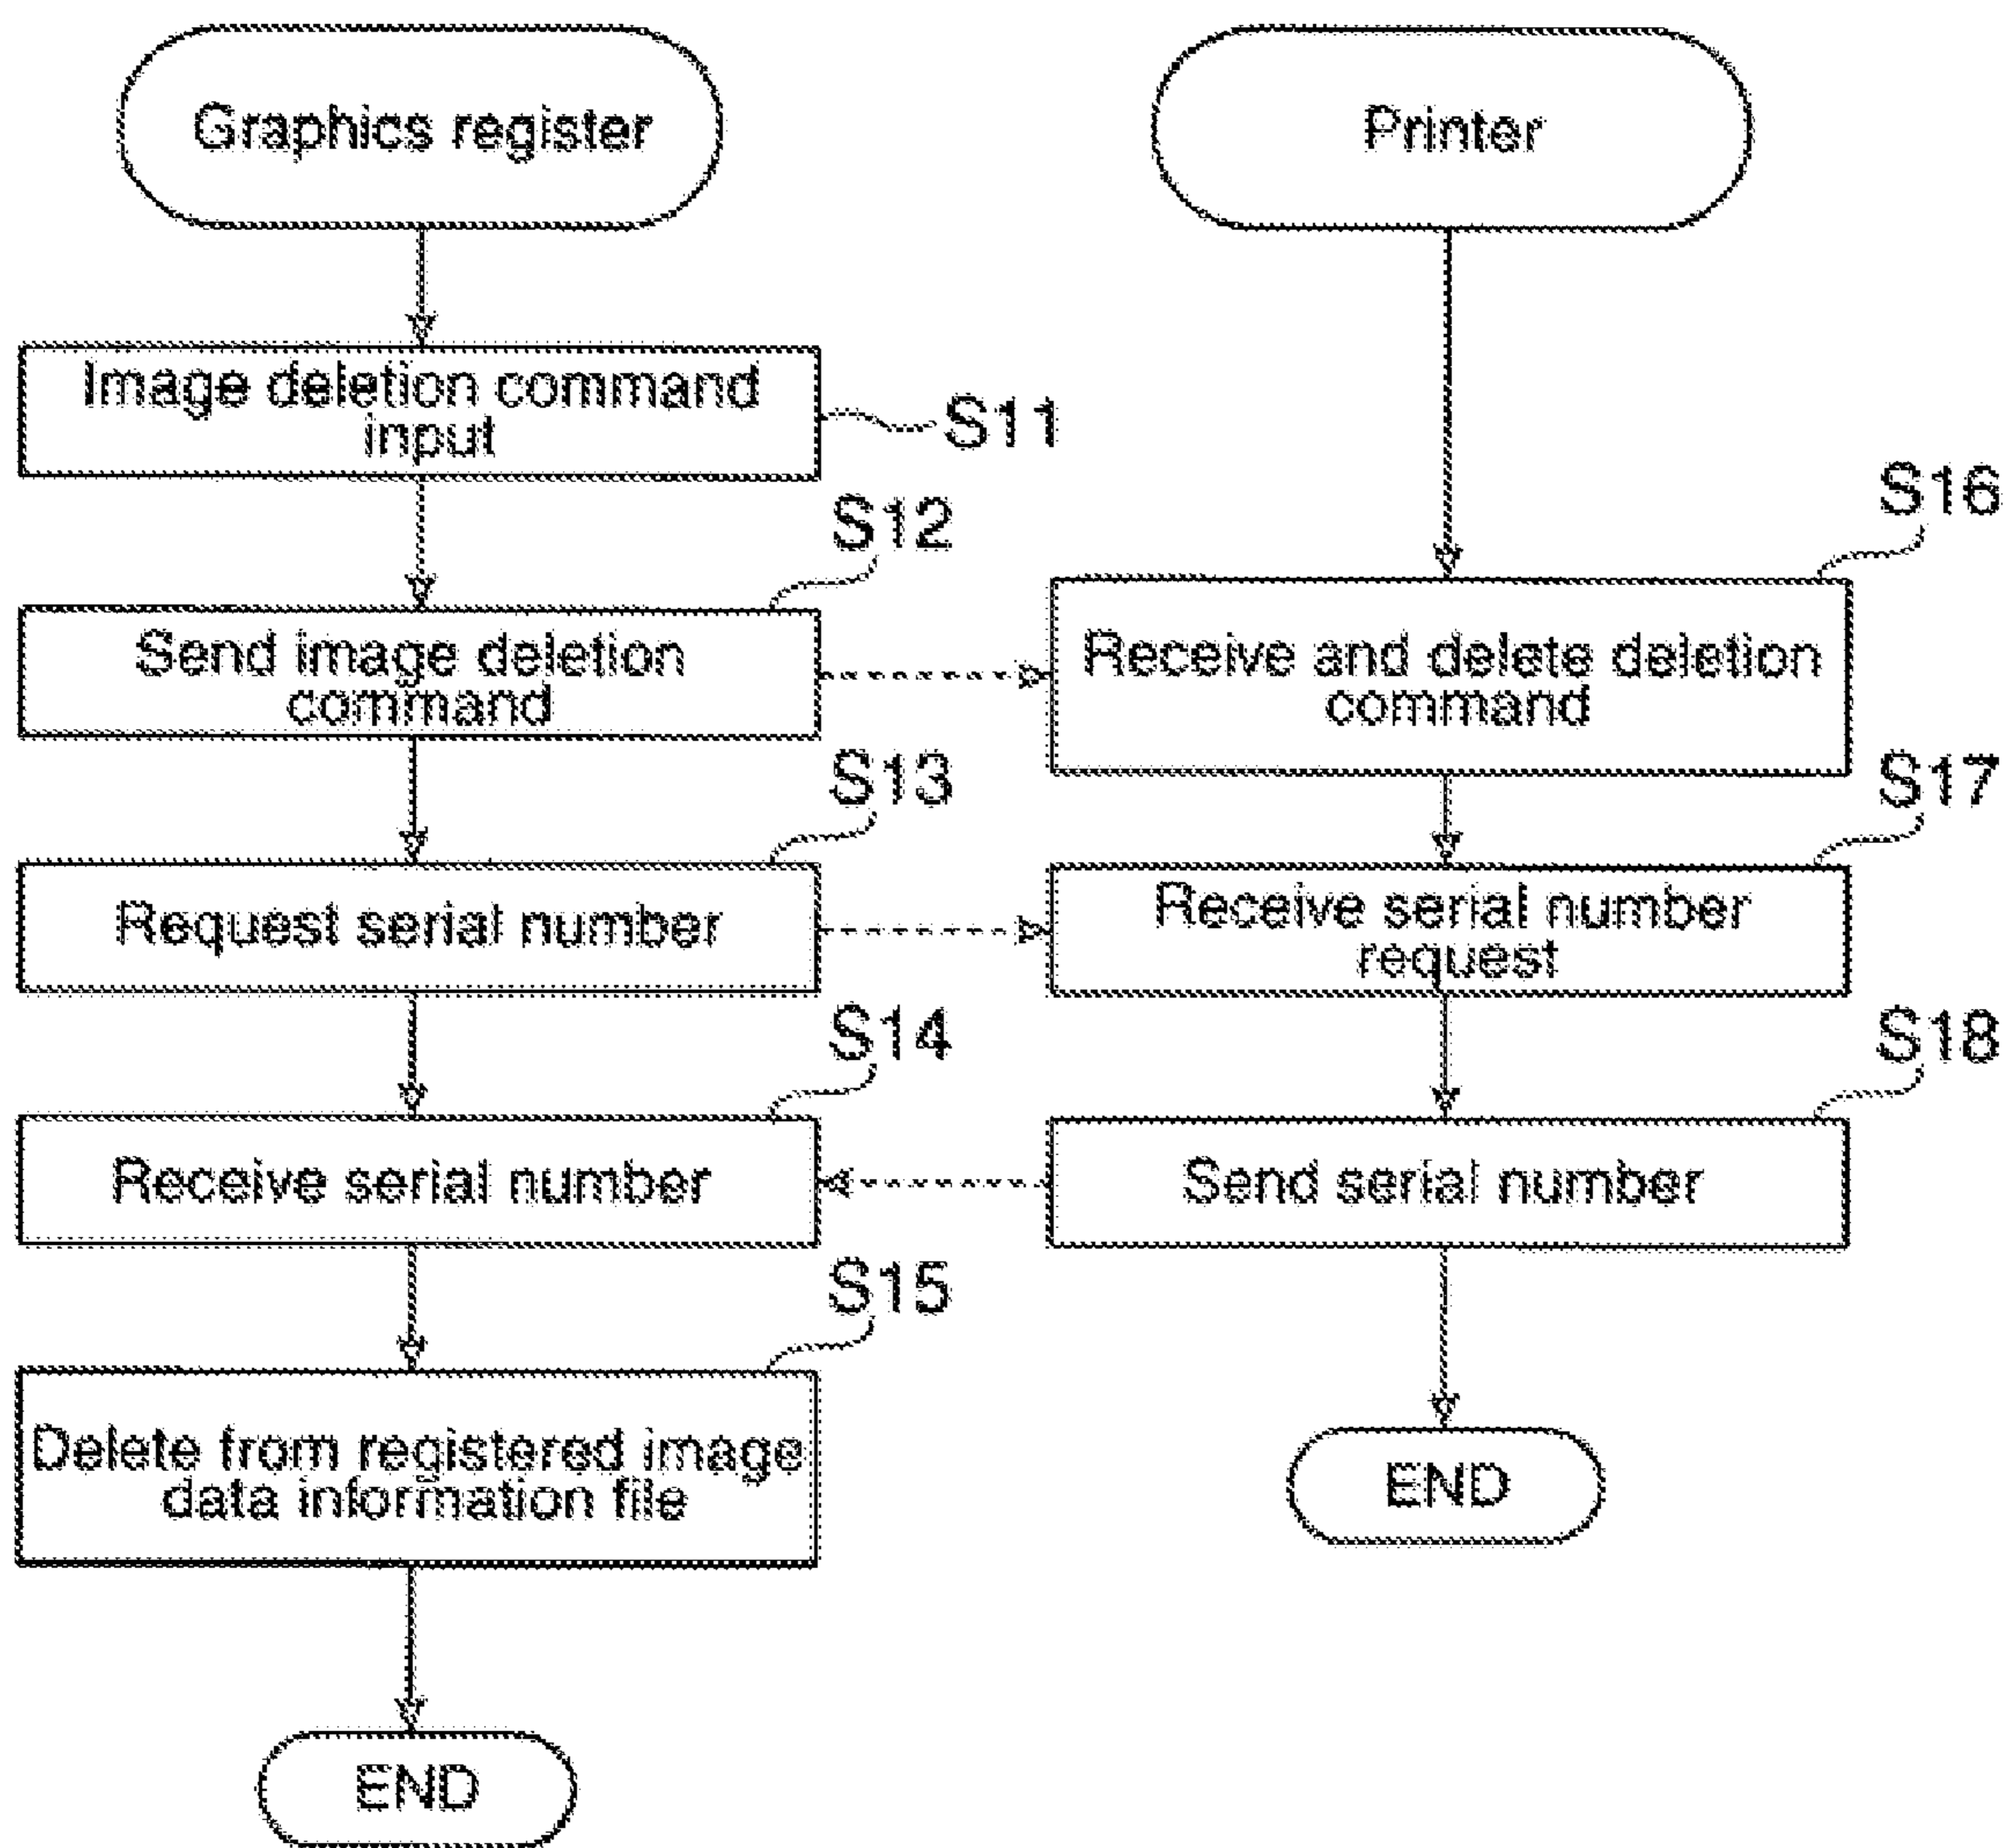 Graphics register
Printer
Image deletion command
input
S11
S16
S12
Send image deletion
command
Receive and delete deletion
command
S13
S17
Request serial number
Receive serial number
request
S14
S18
Receive serial number
Send serial number
S15
Delete from registered image
data information file
END
END